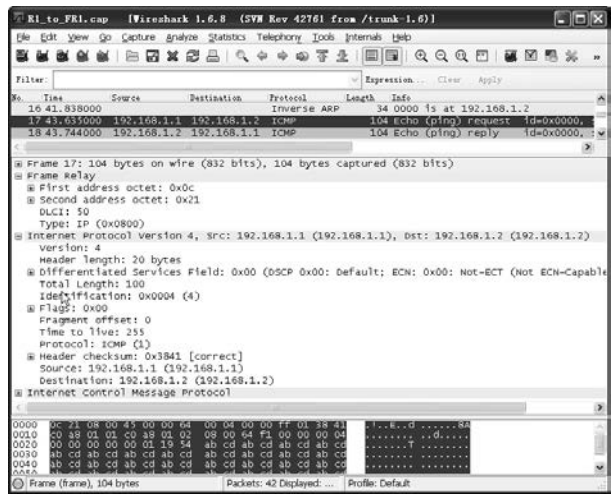 R1_to_FR1.cap [Wireshark 1.6.8 (SVN Rev 42761 from /trunk-1.6)]
File Edit View Go Capture Analyze Statistics Telephony Tools Internals Help
Filter: Expression... Clear Apply
No. Time Source Destination Protocol Length Info
16 41.838000 Inverse ARP 34 0000 is at 192.168.1.2
17 43.635000 192.168.1.1 192.168.1.2 ICMP 104 Echo (ping) request id=0x0000,
18 43.744000 192.168.1.2 192.168.1.1 ICMP 104 Echo (ping) reply id=0x0000,
Frame 17: 104 bytes on wire (832 bits), 104 bytes captured (832 bits)
Frame Relay
First address octet: 0x0c
Second address octet: 0x21
DLCI: 50
Type: IP (0x0800)
Internet Protocol Version 4, Src: 192.168.1.1 (192.168.1.1), Dst: 192.168.1.2 (192.168.1.2)
Version: 4
Header length: 20 bytes
Differentiated Services Field: 0x00 (DSCP 0x00: Default; ECN: 0x00: Not-ECT (Not ECN-Capable
Total Length: 100
Identification: 0x0004 (4)
Flags: 0x00
Fragment offset: 0
Time to live: 255
Protocol: ICMP (1)
Header checksum: 0x3841 [correct]
Source: 192.168.1.1 (192.168.1.1)
Destination: 192.168.1.2 (192.168.1.2)
Internet Control Message Protocol
0000 0c 21 08 00 45 00 00 64 00 04 00 00 ff 01 38 41 .!..E..d ......8A
0010 c0 a8 01 01 c0 a8 01 02 08 00 64 f1 00 00 00 04 ........ ..d.....
0020 00 00 00 00 00 01 19 54 ab cd ab cd ab cd ab cd .......T ........
0030 ab cd ab cd ab cd ab cd ab cd ab cd ab cd ab cd ........ ........
0040 ab cd ab cd ab cd ab cd ab cd ab cd ab cd ab cd ........ ........
Frame (frame), 104 bytes Packets: 42 Displayed: ... Profile: Default